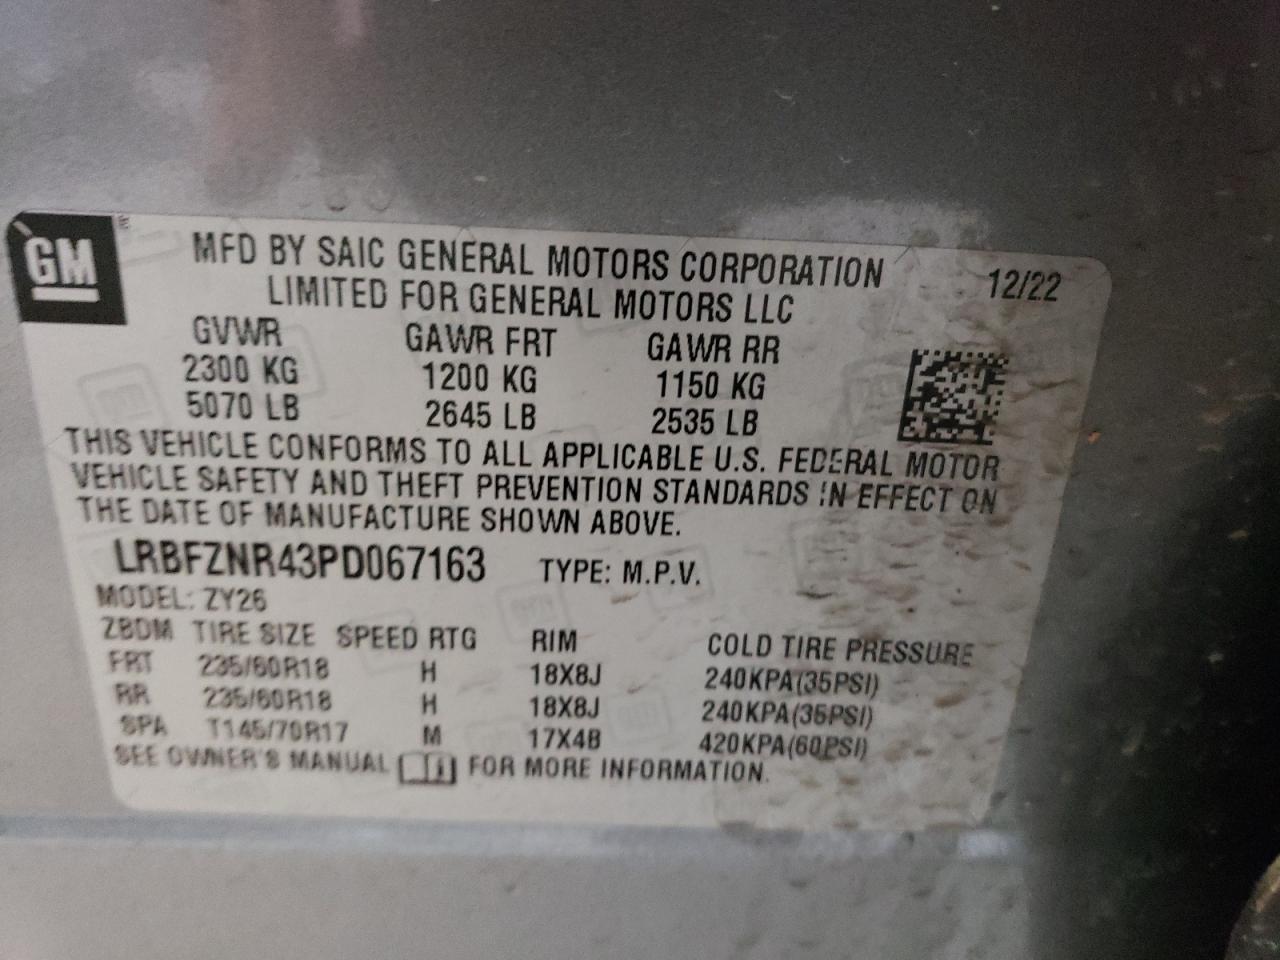 GM
MFD BY SAIC GENERAL MOTORS CORPORATION 12/22
LIMITED FOR GENERAL MOTORS LLC
GVWR GAWR FRT GAWR RR
2300 KG 1200 KG 1150 KG
5070 LB 2645 LB 2535 LB
THIS VEHICLE CONFORMS TO ALL APPLICABLE U.S. FEDERAL MOTOR
VEHICLE SAFETY AND THEFT PREVENTION STANDARDS IN EFFECT ON
THE DATE OF MANUFACTURE SHOWN ABOVE.
LRBFZNR43PD067163 TYPE: M.P.V.
MODEL: ZY26
ZBDM TIRE SIZE SPEED RTG RIM COLD TIRE PRESSURE
FRT 235/60R18 H 18X8J 240KPA(35PSI)
RR 235/60R18 H 18X8J 240KPA(35PSI)
SPA T145/70R17 M 17X4B 420KPA(60PSI)
SEE OWNER'S MANUAL FOR MORE INFORMATION.